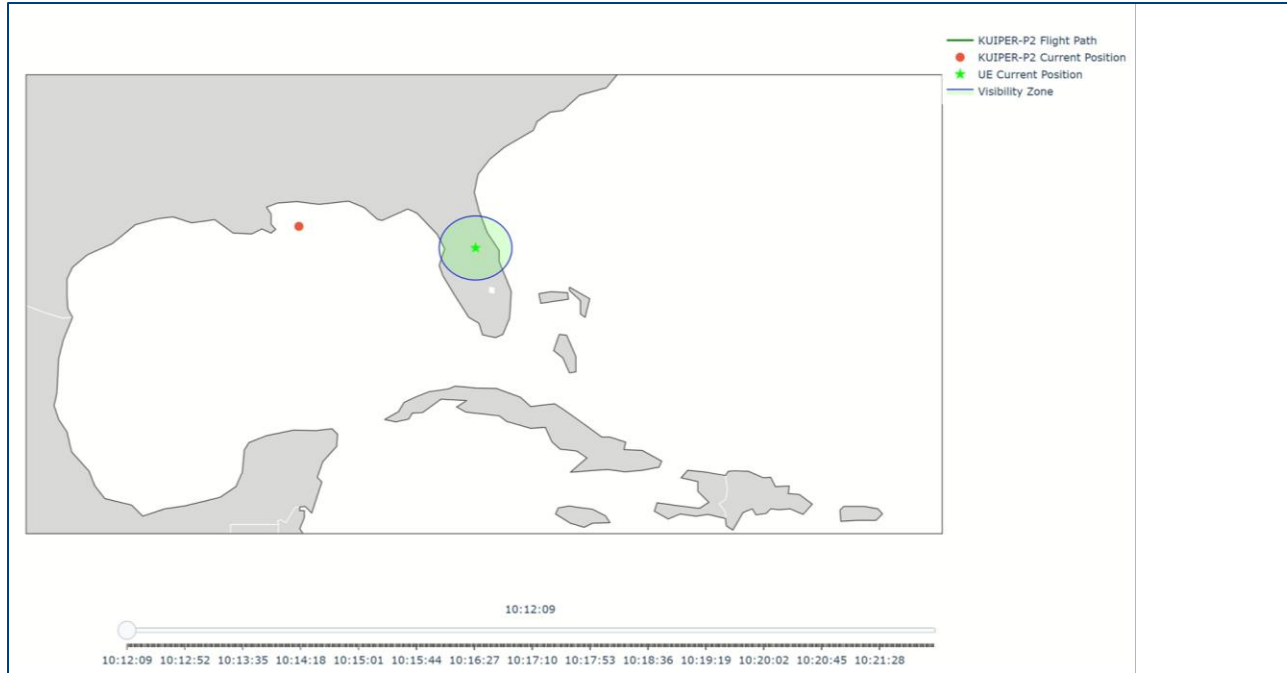 KUIPER-P2 Flight Path
KUIPER-P2 Current Position
UE Current Position
Visibility Zone
10:12:09
10:12:09 10:12:52 10:13:35 10:14:18 10:15:01 10:15:44 10:16:27 10:17:10 10:17:53 10:18:36 10:19:19 10:20:02 10:20:45 10:21:28